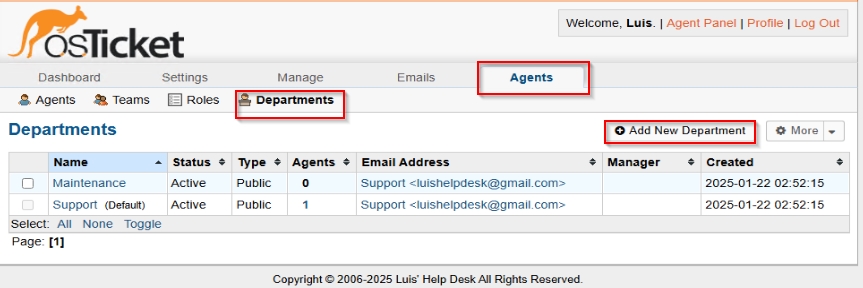 osTicket
Welcome, Luis. | Agent Panel | Profile | Log Out
Dashboard Settings Manage Emails Agents
Agents Teams Roles Departments
Departments
Add New Department More
Name Status Type Agents Email Address Manager Created
Maintenance Active Public 0 Support <luishelpdesk@gmail.com> 2025-01-22 02:52:15
Support (Default) Active Public 1 Support <luishelpdesk@gmail.com> 2025-01-22 02:52:15
Select: All None Toggle
Page: [1]
Copyright © 2006-2025 Luis' Help Desk All Rights Reserved.